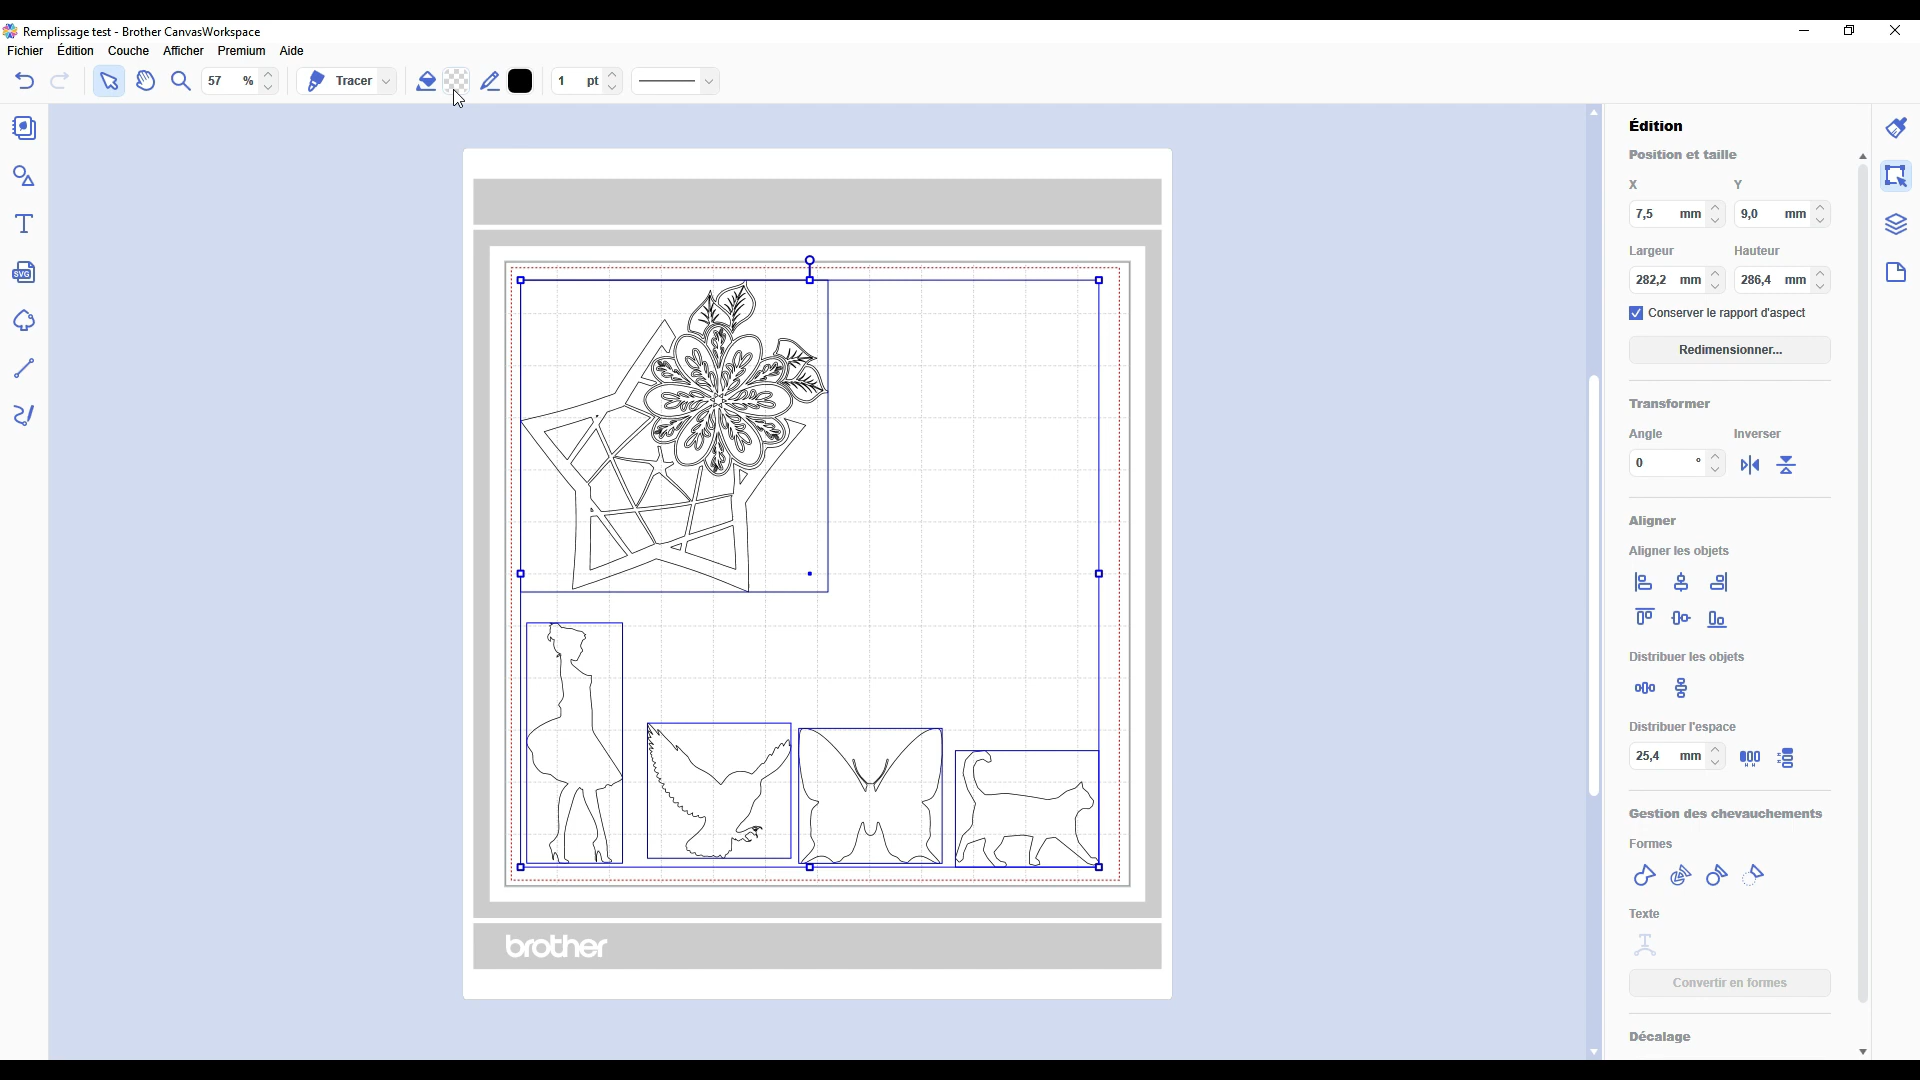 Remplissage test - Brother CanvasWorkspace
Fichier Édition Couche Afficher Premium Aide
57 % Tracer 1 pt
Édition
Position et taille
X Y
7,5 mm 9,0 mm
Largeur Hauteur
282,2 mm 286,4 mm
Conserver le rapport d'aspect
Redimensionner...
Transformer
Angle Inverser
0 °
Aligner
Aligner les objets
Distribuer les objets
Distribuer l'espace
25,4 mm
Gestion des chevauchements
Formes
Texte
Convertir en formes
Décalage
SVG
brother